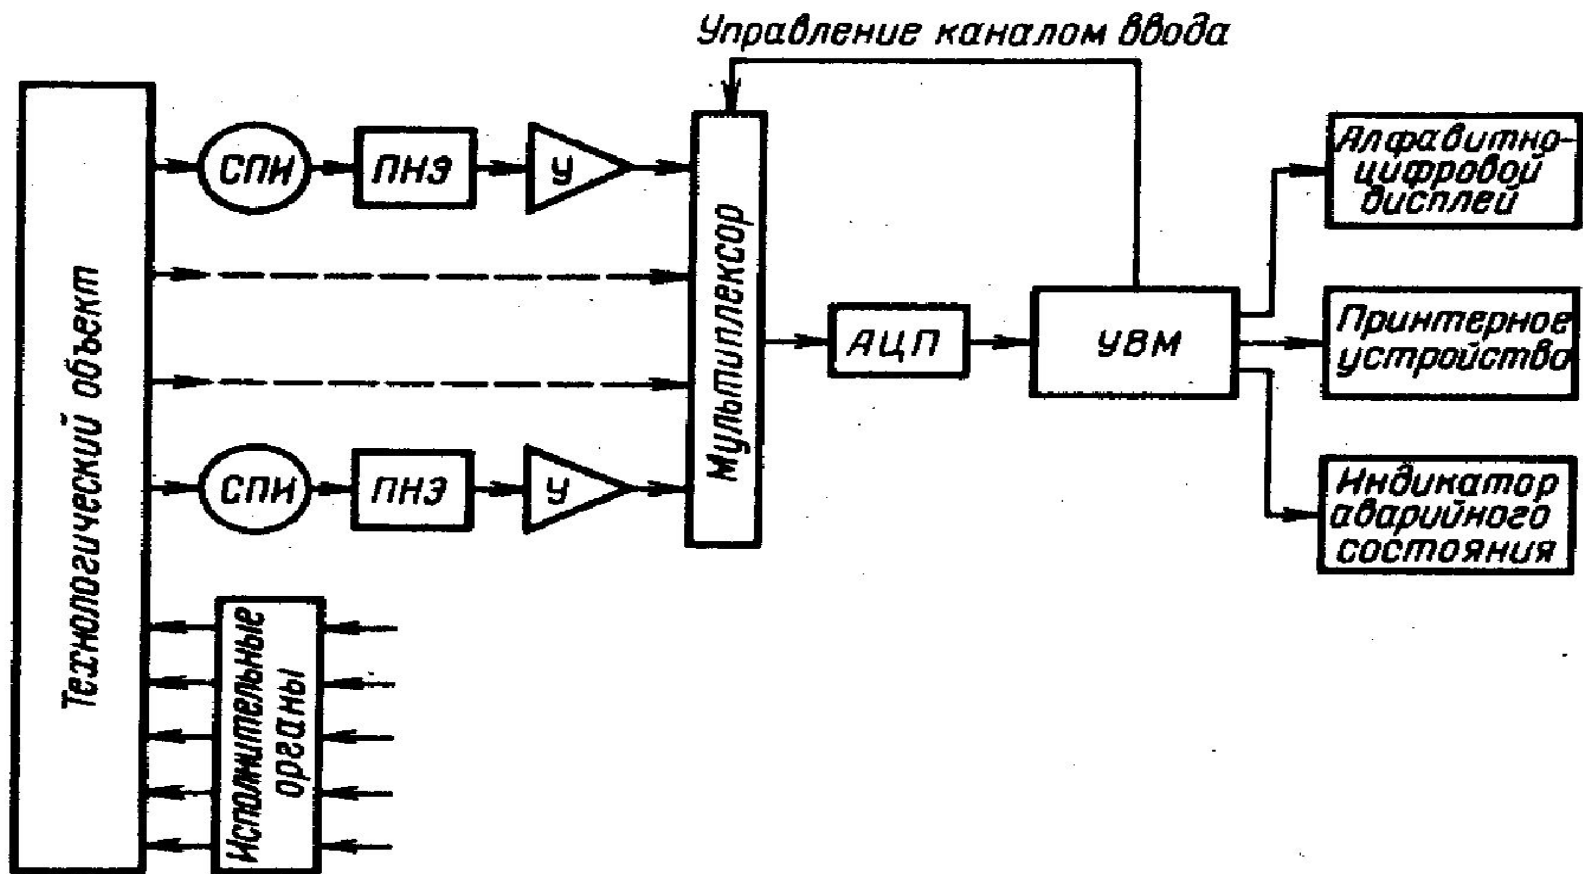 Управление каналом ввода
Технологический объект
СПИ
ПНЭ
У
Мультиплексор
АЦП
УВМ
Алфавитно-
цифровой
дисплей
Принтерное
устройство
СПИ
ПНЭ
У
Индикатор
аварийного
состояния
Исполнительные
органы